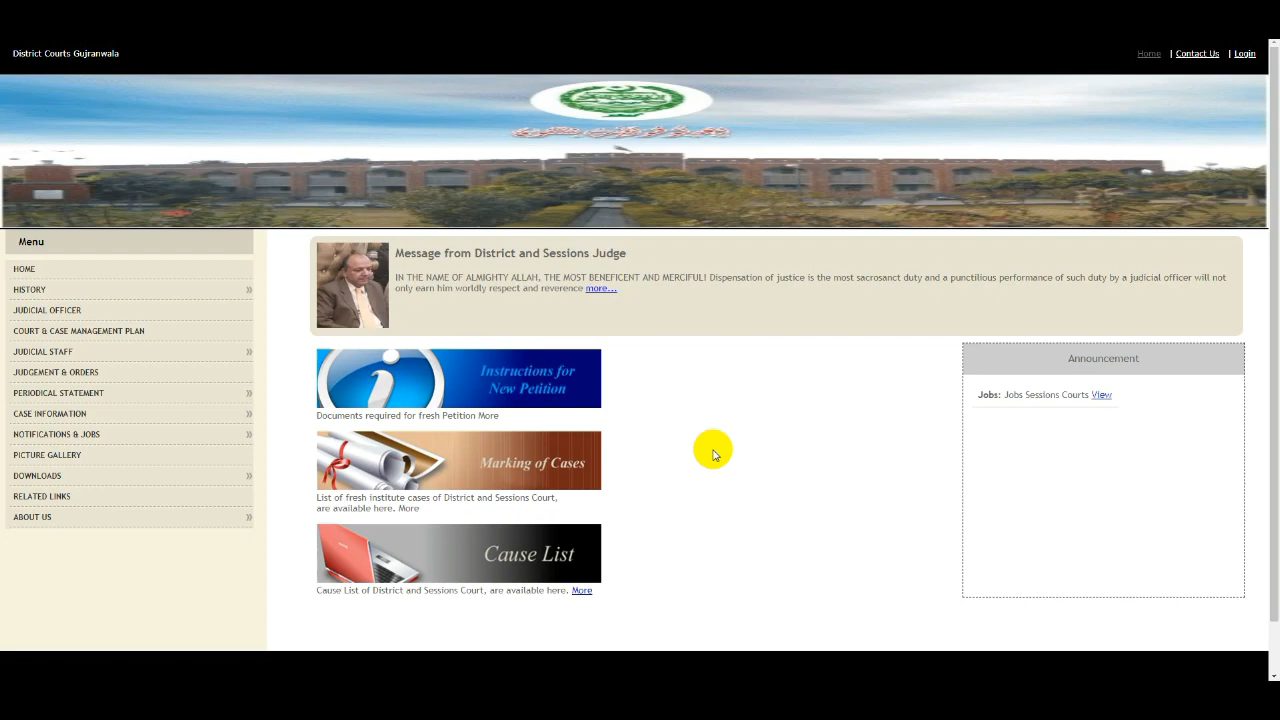 District Courts Gujranwala
Home | Contact Us | Login
Menu
HOME
HISTORY
JUDICIAL OFFICER
COURT & CASE MANAGEMENT PLAN
JUDICIAL STAFF
JUDGEMENT & ORDERS
PERIODICAL STATEMENT
CASE INFORMATION
NOTIFICATIONS & JOBS
PICTURE GALLERY
DOWNLOADS
RELATED LINKS
ABOUT US
Message from District and Sessions Judge
IN THE NAME OF ALMIGHTY ALLAH, THE MOST BENEFICENT AND MERCIFUL! Dispensation of justice is the most sacrosanct duty and a punctilious performance of such duty by a judicial officer will not
only earn him worldly respect and reverence more...
Instructions for
New Petition
Documents required for fresh Petition More
Marking of Cases
List of fresh institute cases of District and Sessions Court,
are available here. More
Cause List
Cause List of District and Sessions Court, are available here. More
Announcement
Jobs: Jobs Sessions Courts View